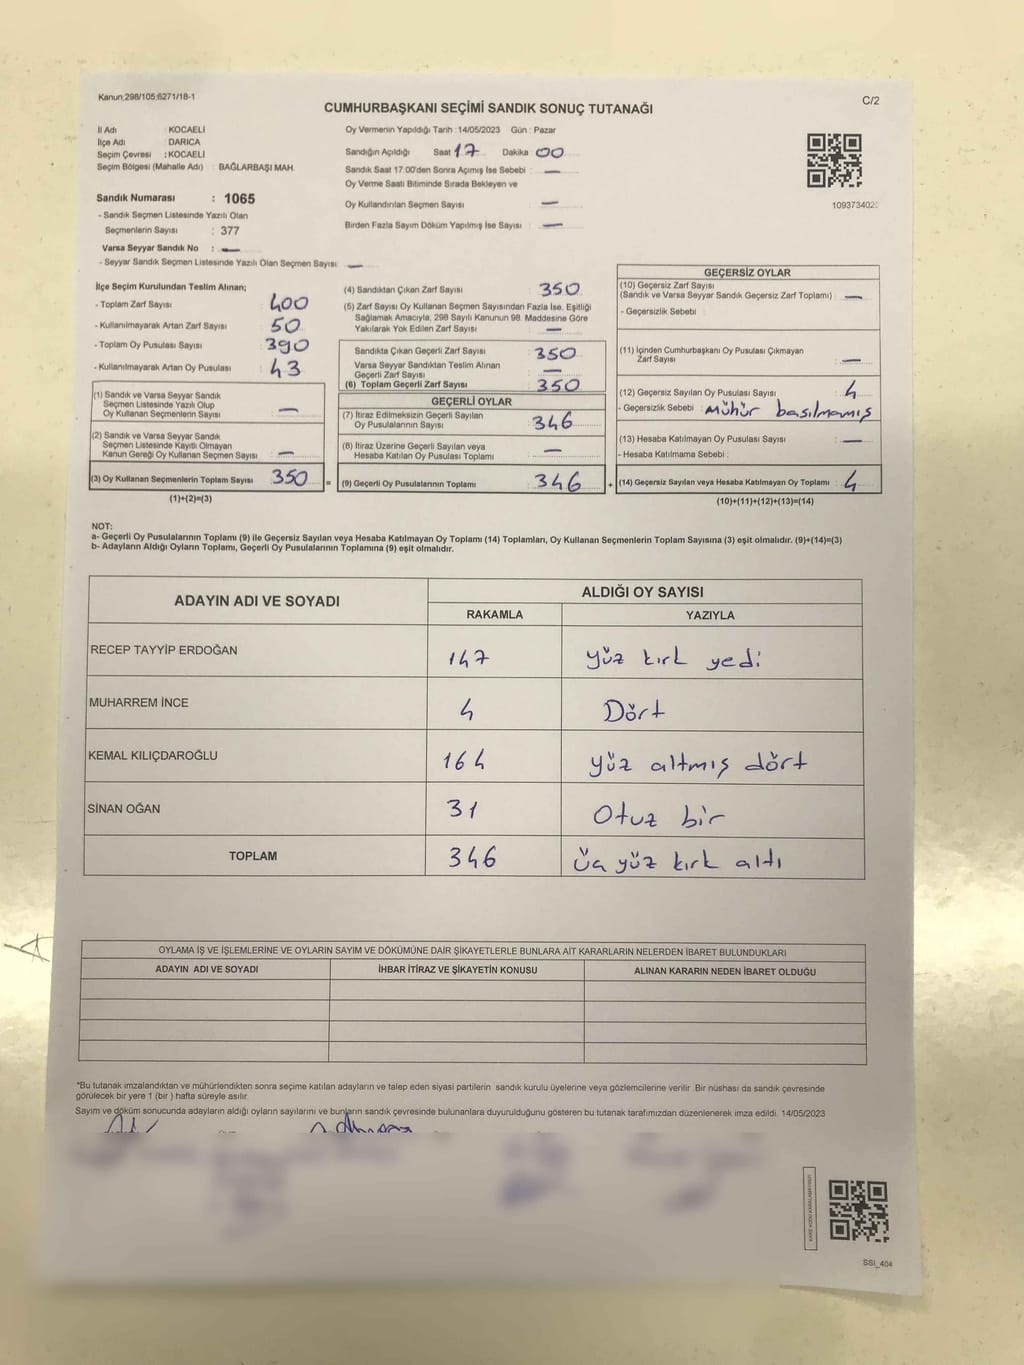 Kanun:298/105;6271/18-1
C/2
CUMHURBAŞKANI SEÇİMİ SANDIK SONUÇ TUTANAĞI
İl Adı : KOCAELİ
İlçe Adı : DARICA
Seçim Çevresi : KOCAELİ
Seçim Bölgesi (Mahalle Adı) : BAĞLARBAŞI MAH.
Sandık Numarası : 1065
- Sandık Seçmen Listesinde Yazılı Olan
Seçmenlerin Sayısı : 377
Varsa Seyyar Sandık No : —
- Seyyar Sandık Seçmen Listesinde Yazılı Olan Seçmen Sayısı: —
Oy Vermenin Yapıldığı Tarih : 14/05/2023 Gün : Pazar
Sandığın Açıldığı Saat 17 Dakika 00
Sandık Saat 17:00'den Sonra Açımış İse Sebebi : —
Oy Verme Saati Bitiminde Sırada Bekleyen ve
Oy Kullandırılan Seçmen Sayısı —
Birden Fazla Sayım Döküm Yapılmış İse Sayısı : —
109373402
İlçe Seçim Kurulundan Teslim Alınan;
- Toplam Zarf Sayısı : 400
- Kullanılmayarak Artan Zarf Sayısı : 50
- Toplam Oy Pusulası Sayısı : 390
- Kullanılmayarak Artan Oy Pusulası : 43
(1) Sandık ve Varsa Seyyar Sandık
Seçmen Listesinde Yazılı Olup
Oy Kullanan Seçmenlerin Sayısı : —
(2) Sandık ve Varsa Seyyar Sandık
Seçmen Listesinde Kayıtlı Olmayan
Kanun Gereği Oy Kullanan Seçmen Sayısı : —
(3) Oy Kullanan Seçmenlerin Toplam Sayısı : 350
(1)+(2)=(3)
(4) Sandıktan Çıkan Zarf Sayısı : 350
(5) Zarf Sayısı Oy Kullanan Seçmen Sayısından Fazla İse, Eşitliği
Sağlamak Amacıyla, 298 Sayılı Kanunun 98. Maddesine Göre
Yakılarak Yok Edilen Zarf Sayısı : —
Sandıkta Çıkan Geçerli Zarf Sayısı : 350
Varsa Seyyar Sandıktan Teslim Alınan
Geçerli Zarf Sayısı : —
(6) Toplam Geçerli Zarf Sayısı : 350
GEÇERLİ OYLAR
(7) İtiraz Edilmeksizin Geçerli Sayılan
Oy Pusulalarının Sayısı : 346
(8) İtiraz Üzerine Geçerli Sayılan veya
Hesaba Katılan Oy Pusulası Toplamı : —
= (9) Geçerli Oy Pusulalarının Toplamı : 346
GEÇERSİZ OYLAR
(10) Geçersiz Zarf Sayısı
(Sandık ve Varsa Seyyar Sandık Geçersiz Zarf Toplamı) : —
- Geçersizlik Sebebi :
(11) İçinden Cumhurbaşkanı Oy Pusulası Çıkmayan
Zarf Sayısı : —
(12) Geçersiz Sayılan Oy Pusulası Sayısı : 4
- Geçersizlik Sebebi : Mühür basılmamış
(13) Hesaba Katılmayan Oy Pusulası Sayısı : —
- Hesaba Katılmama Sebebi :
+ (14) Geçersiz Sayılan veya Hesaba Katılmayan Oy Toplamı : 4
(10)+(11)+(12)+(13)=(14)
NOT:
a- Geçerli Oy Pusulalarının Toplamı (9) ile Geçersiz Sayılan veya Hesaba Katılmayan Oy Toplamı (14) Toplamları, Oy Kullanan Seçmenlerin Toplam Sayısına (3) eşit olmalıdır. (9)+(14)=(3)
b- Adayların Aldığı Oyların Toplamı, Geçerli Oy Pusulalarının Toplamına (9) eşit olmalıdır.
ADAYIN ADI VE SOYADI
ALDIĞI OY SAYISI
RAKAMLA YAZIYLA
RECEP TAYYİP ERDOĞAN 147 yüz kırk yedi
MUHARREM İNCE 4 Dört
KEMAL KILIÇDAROĞLU 164 yüz altmış dört
SİNAN OĞAN 31 Otuz bir
TOPLAM 346 üç yüz kırk altı
OYLAMA İŞ VE İŞLEMLERİNE VE OYLARIN SAYIM VE DÖKÜMÜNE DAİR ŞİKAYETLERLE BUNLARA AİT KARARLARIN NELERDEN İBARET BULUNDUKLARI
ADAYIN ADI VE SOYADI İHBAR İTİRAZ VE ŞİKAYETİN KONUSU ALINAN KARARIN NEDEN İBARET OLDUĞU
*Bu tutanak imzalandıktan ve mühürlendikten sonra seçime katılan adayların ve talep eden siyasi partilerin sandık kurulu üyelerine veya gözlemcilerine verilir .Bir nüshası da sandık çevresinde
görülecek bir yere 1 (bir ) hafta süreyle asılır.
Sayım ve döküm sonucunda adayların aldığı oyların sayılarını ve bunların sandık çevresinde bulunanlara duyurulduğunu gösteren bu tutanak tarafımızdan düzenlenerek imza edildi. 14/05/2023
SSI_404